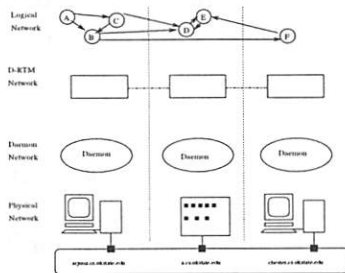 Logical
Network
A
C
E
D
B
F
D-RTM
Network
Daemon
Network
Daemon
Daemon
Daemon
Physical
Network